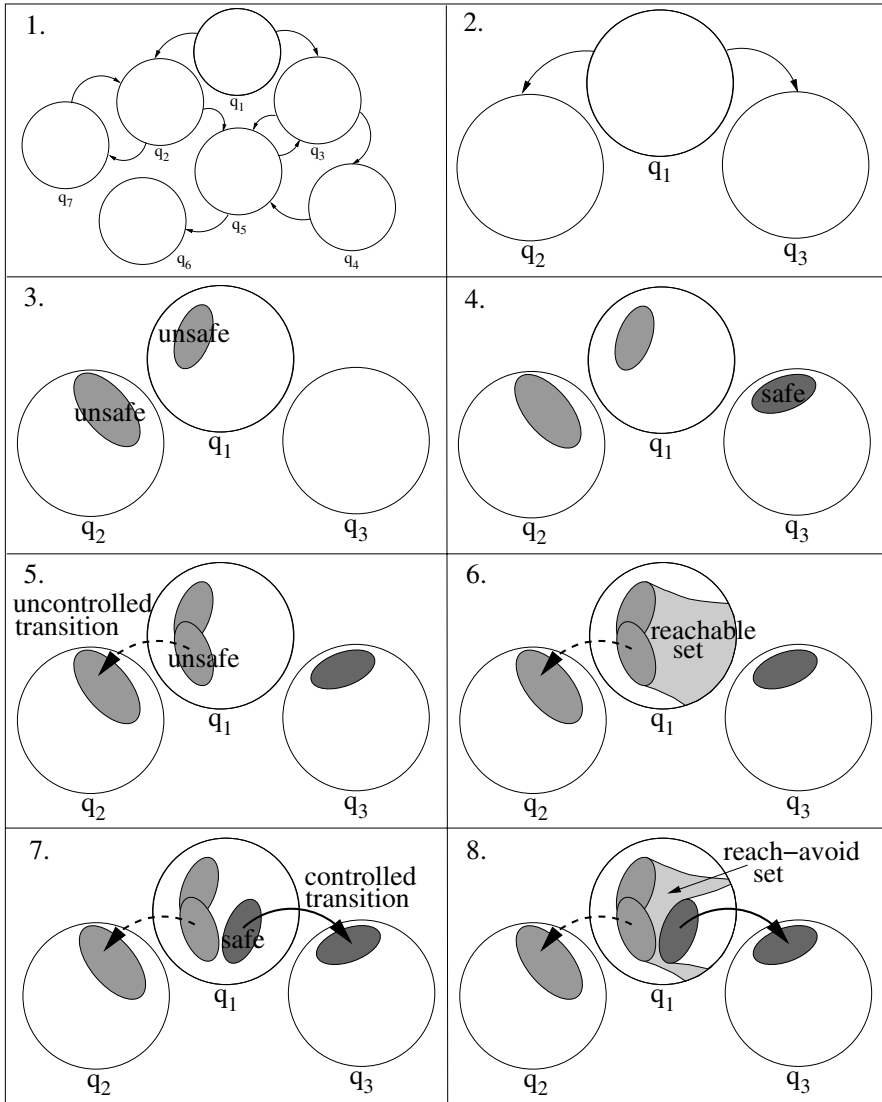 1.
q1
q2
q3
q7
q5
q6
q4
2.
q1
q2
q3
3.
unsafe
unsafe
q1
q2
q3
4.
safe
q1
q2
q3
5.
uncontrolled
transition
unsafe
q1
q2
q3
6.
reachable
set
q1
q2
q3
7.
controlled
transition
safe
q1
q2
q3
8.
reach−avoid
set
q1
q2
q3